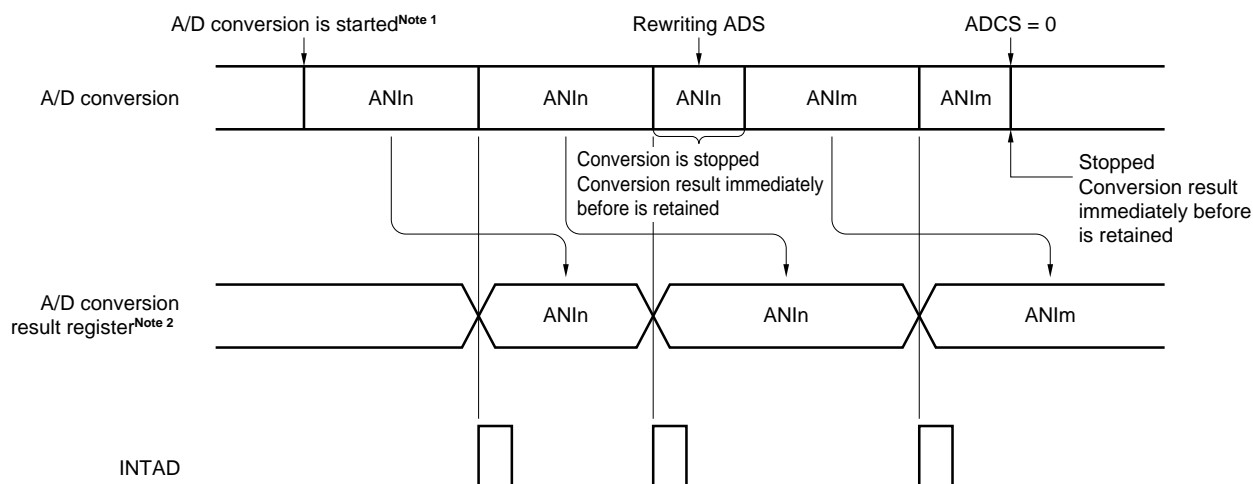 A/D conversion is started Note 1
Rewriting ADS
ADCS = 0
A/D conversion
ANIn
ANIn
ANIn
ANIm
ANIm
Conversion is stopped
Conversion result immediately
before is retained
Stopped
Conversion result
immediately before
is retained
A/D conversion
result register Note 2
ANIn
ANIn
ANIm
INTAD